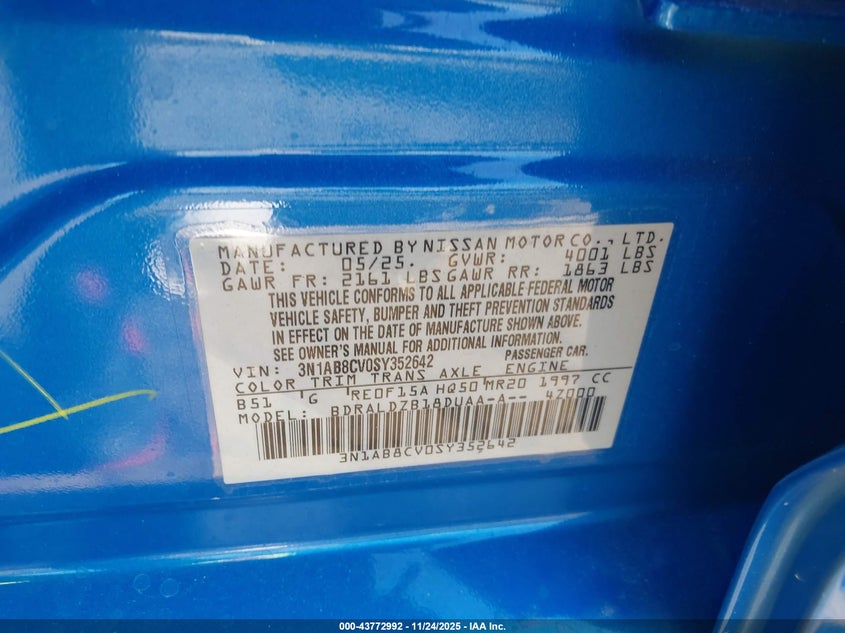 MANUFACTURED BY NISSAN MOTOR CO., LTD.
DATE: 05/25. GVWR: 4001 LBS
GAWR FR: 2161 LBS GAWR RR: 1863 LBS
THIS VEHICLE CONFORMS TO ALL APPLICABLE FEDERAL MOTOR
VEHICLE SAFETY, BUMPER AND THEFT PREVENTION STANDARDS
IN EFFECT ON THE DATE OF MANUFACTURE SHOWN ABOVE.
SEE OWNER'S MANUAL FOR ADDITIONAL INFORMATION.
VIN: 3N1AB8CV0SY352642 PASSENGER CAR.
COLOR TRIM TRANS AXLE ENGINE
B51 G RE0F15A HQ50 MR20 1997 CC
MODEL: BDRALDZB18DUAA-A-- 4Z000
3N1AB8CV0SY352642
000-43772992 - 11/24/2025 - IAA Inc.